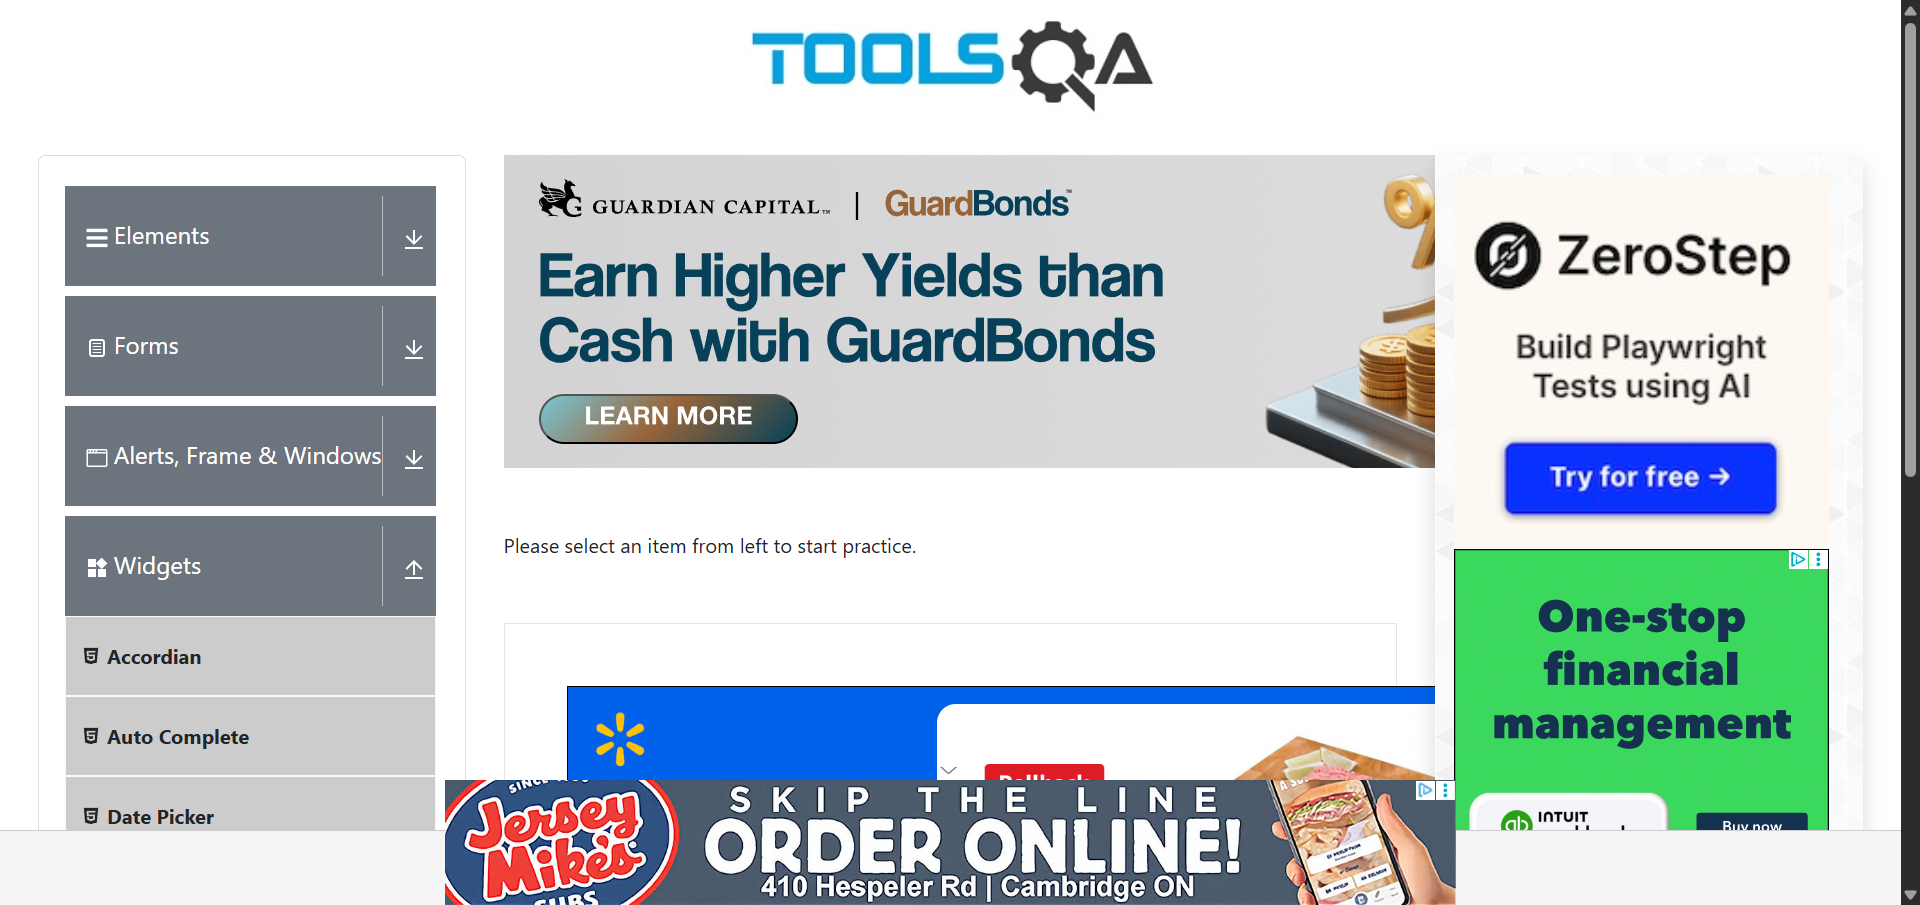 TOOLSQA
Elements
Forms
Alerts, Frame & Windows
Widgets
Accordian
Auto Complete
Date Picker
GUARDIAN CAPITAL™ | GuardBonds™
Earn Higher Yields than
Cash with GuardBonds
LEARN MORE
Please select an item from left to start practice.
ZeroStep
Build Playwright
Tests using AI
Try for free →
One-stop
financial
management
INTUIT
Buy now
Rollback
Jersey
Mike's
SUBS
SKIP THE LINE
ORDER ONLINE!
410 Hespeler Rd | Cambridge ON